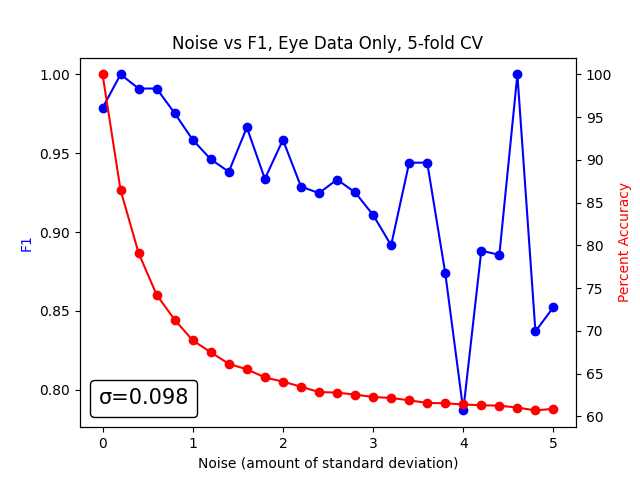 Noise vs F1, Eye Data Only, 5-fold CV
1.00
0.95
0.90
0.85
0.80
F1
100
95
90
85
80
75
70
65
60
Percent Accuracy
σ=0.098
0 1 2 3 4 5
Noise (amount of standard deviation)